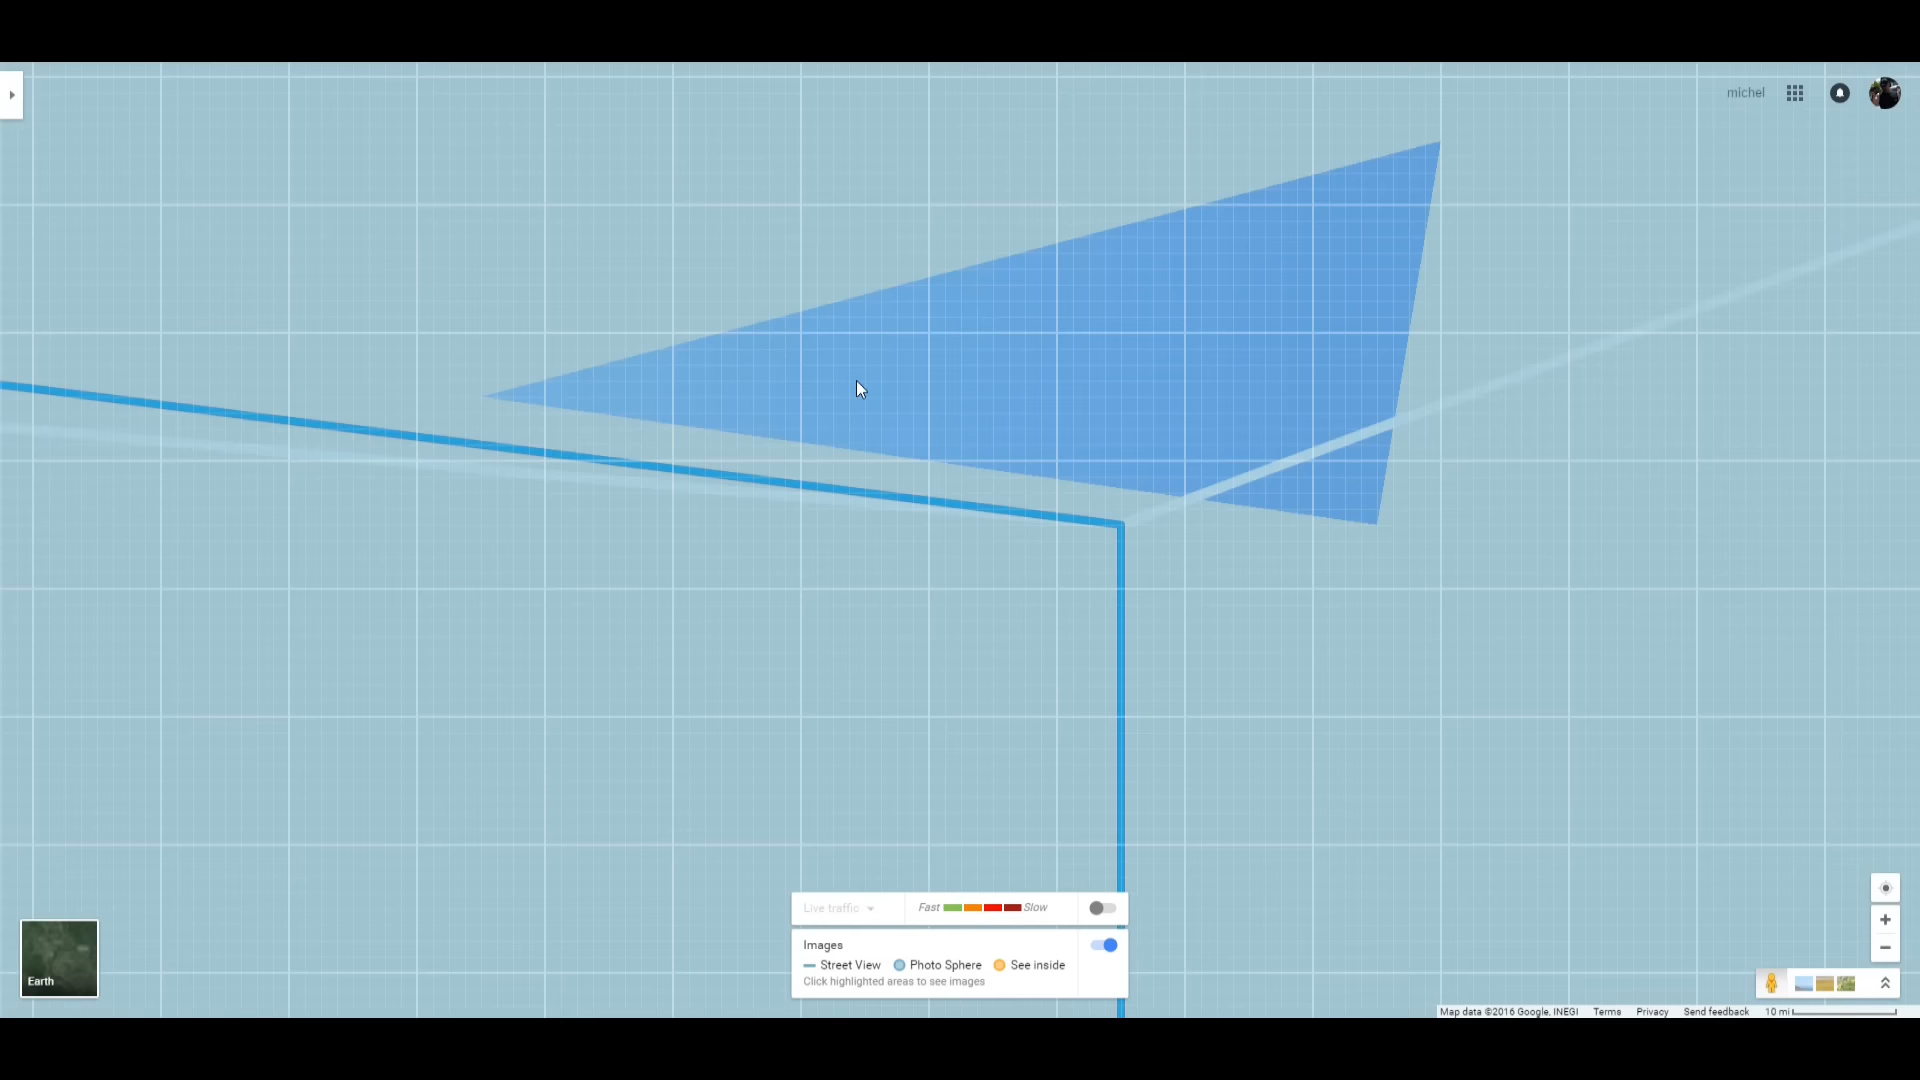 michel
Live traffic
Fast Slow
Images
Street View Photo Sphere See inside
Click highlighted areas to see images
Earth
Map data ©2016 Google, INEGI Terms Privacy Send feedback 10 mi